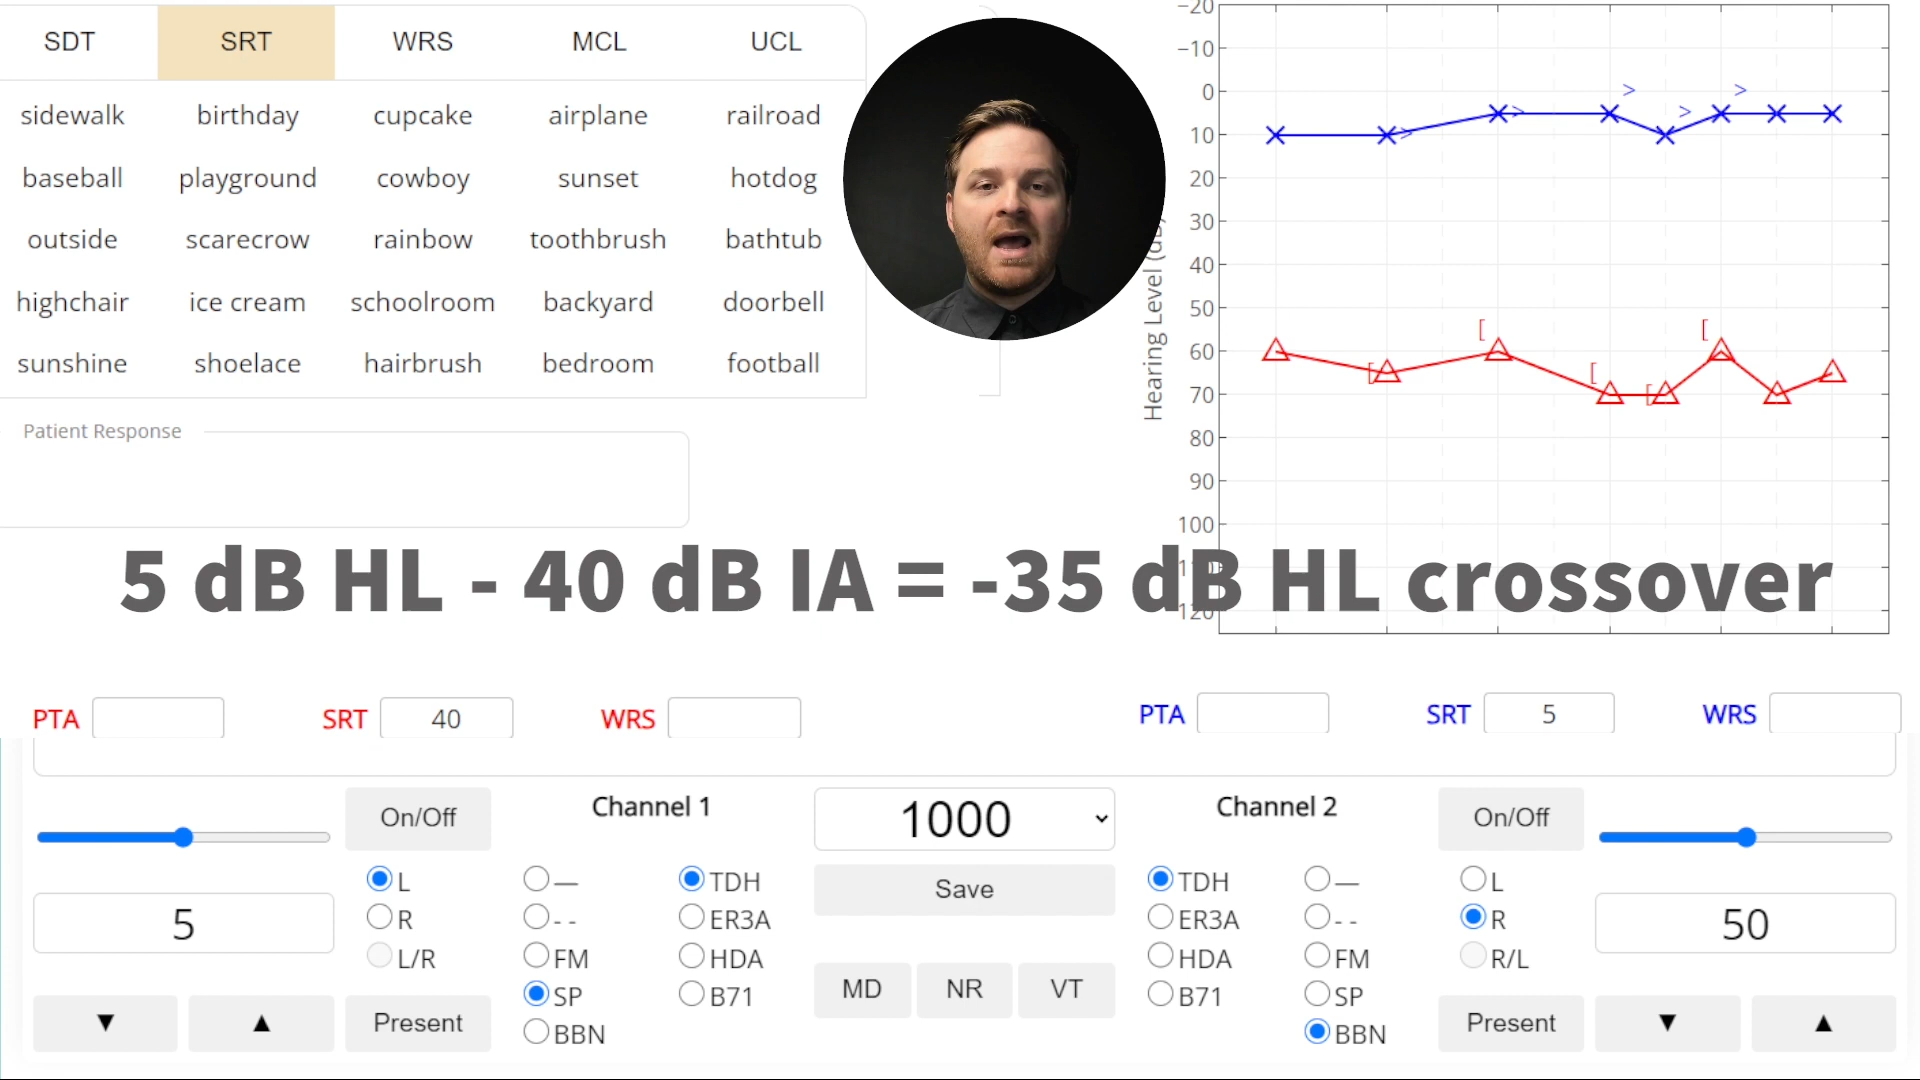 SDT SRT WRS MCL UCL
sidewalk birthday cupcake airplane railroad
baseball playground cowboy sunset hotdog
outside scarecrow rainbow toothbrush bathtub
highchair ice cream schoolroom backyard doorbell
sunshine shoelace hairbrush bedroom football
Patient Response
−20
−10
0
10
20
30
40
50
60
70
80
90
100
110
120
Hearing Level (dB)
5 dB HL - 40 dB IA = -35 dB HL crossover
PTA SRT 40 WRS PTA SRT 5 WRS
On/Off Channel 1 1000 Channel 2 On/Off
L — TDH Save TDH — L
5 R - - ER3A ER3A - - R 50
L/R FM HDA HDA FM R/L
SP B71 MD NR VT B71 SP
▼ ▲ Present BBN BBN Present ▼ ▲